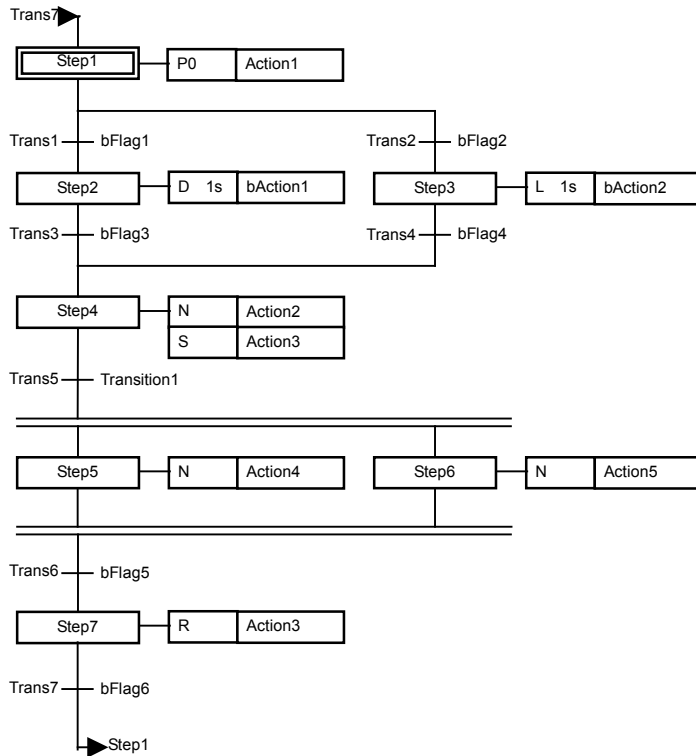 Trans7
Step1 P0 Action1
Trans1 bFlag1 Trans2 bFlag2
Step2 D 1s bAction1 Step3 L 1s bAction2
Trans3 bFlag3 Trans4 bFlag4
Step4 N Action2
S Action3
Trans5 Transition1
Step5 N Action4 Step6 N Action5
Trans6 bFlag5
Step7 R Action3
Trans7 bFlag6
Step1